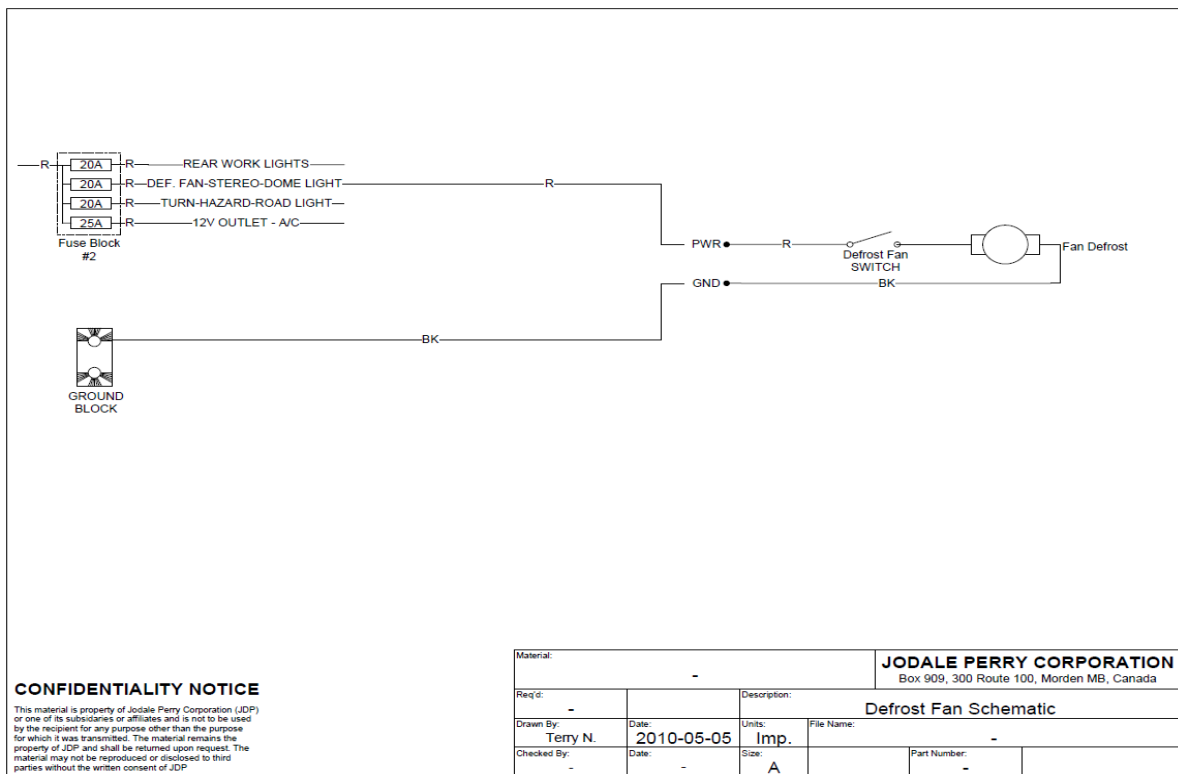 R 20A R REAR WORK LIGHTS
20A R DEF. FAN-STEREO-DOME LIGHT R
20A R TURN-HAZARD-ROAD LIGHT
25A R 12V OUTLET - A/C
Fuse Block
#2
PWR R
Defrost Fan
SWITCH
Fan Defrost
GND BK
BK
GROUND
BLOCK
CONFIDENTIALITY NOTICE
This material is property of Jodale Perry Corporation (JDP)
or one of its subsidaries or affiliates and is not to be used
by the recipient for any purpose other than the purpose
for which it was transmitted. The material remains the
property of JDP and shall be returned upon request. The
material may not be reproduced or disclosed to third
parties without the written consent of JDP
Material:
-
JODALE PERRY CORPORATION
Box 909, 300 Route 100, Morden MB, Canada
Req'd:
-
Description:
Defrost Fan Schematic
Drawn By:
Terry N.
Date:
2010-05-05
Units:
Imp.
File Name:
-
Checked By:
-
Date:
-
Size:
A
Part Number:
-